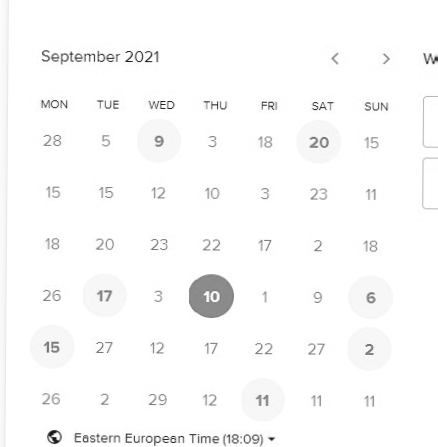 September 2021 < >
MON TUE WED THU FRI SAT SUN
28 5 9 3 18 20 15
15 15 12 10 3 23 11
18 20 23 22 17 2 18
26 17 3 10 1 9 6
15 27 12 17 22 27 2
26 2 29 12 11 11 11
Eastern European Time (18:09)